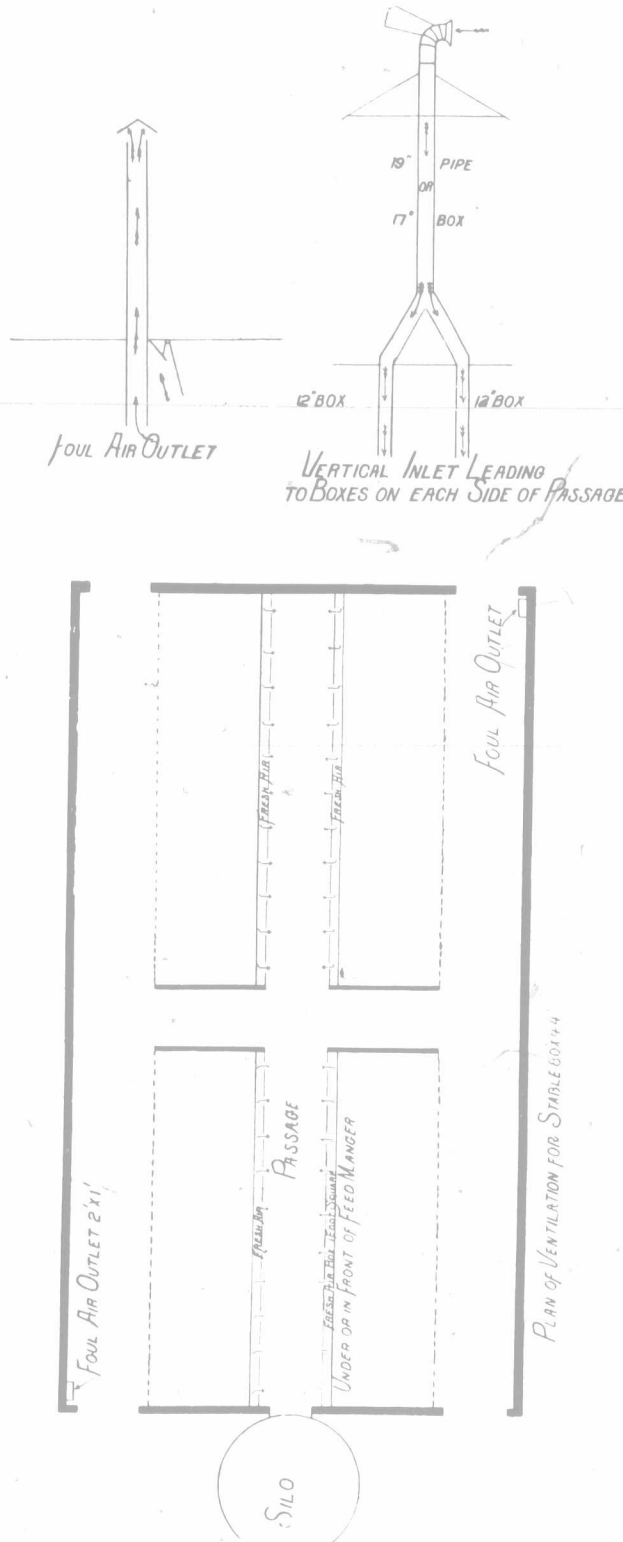 19" PIPE
OR
17" BOX
12" BOX
12" BOX
FOUL AIR OUTLET
VERTICAL INLET LEADING
TO BOXES ON EACH SIDE OF PASSAGE
FOUL AIR OUTLET
FRESH AIR
FRESH AIR
PASSAGE
FRESH AIR
FRESH AIR BOX 1 FOOT SQUARE
UNDER OR IN FRONT OF FEED MANGER
FOUL AIR OUTLET 2'X1'
PLAN OF VENTILATION FOR STABLE 60X44
SILO